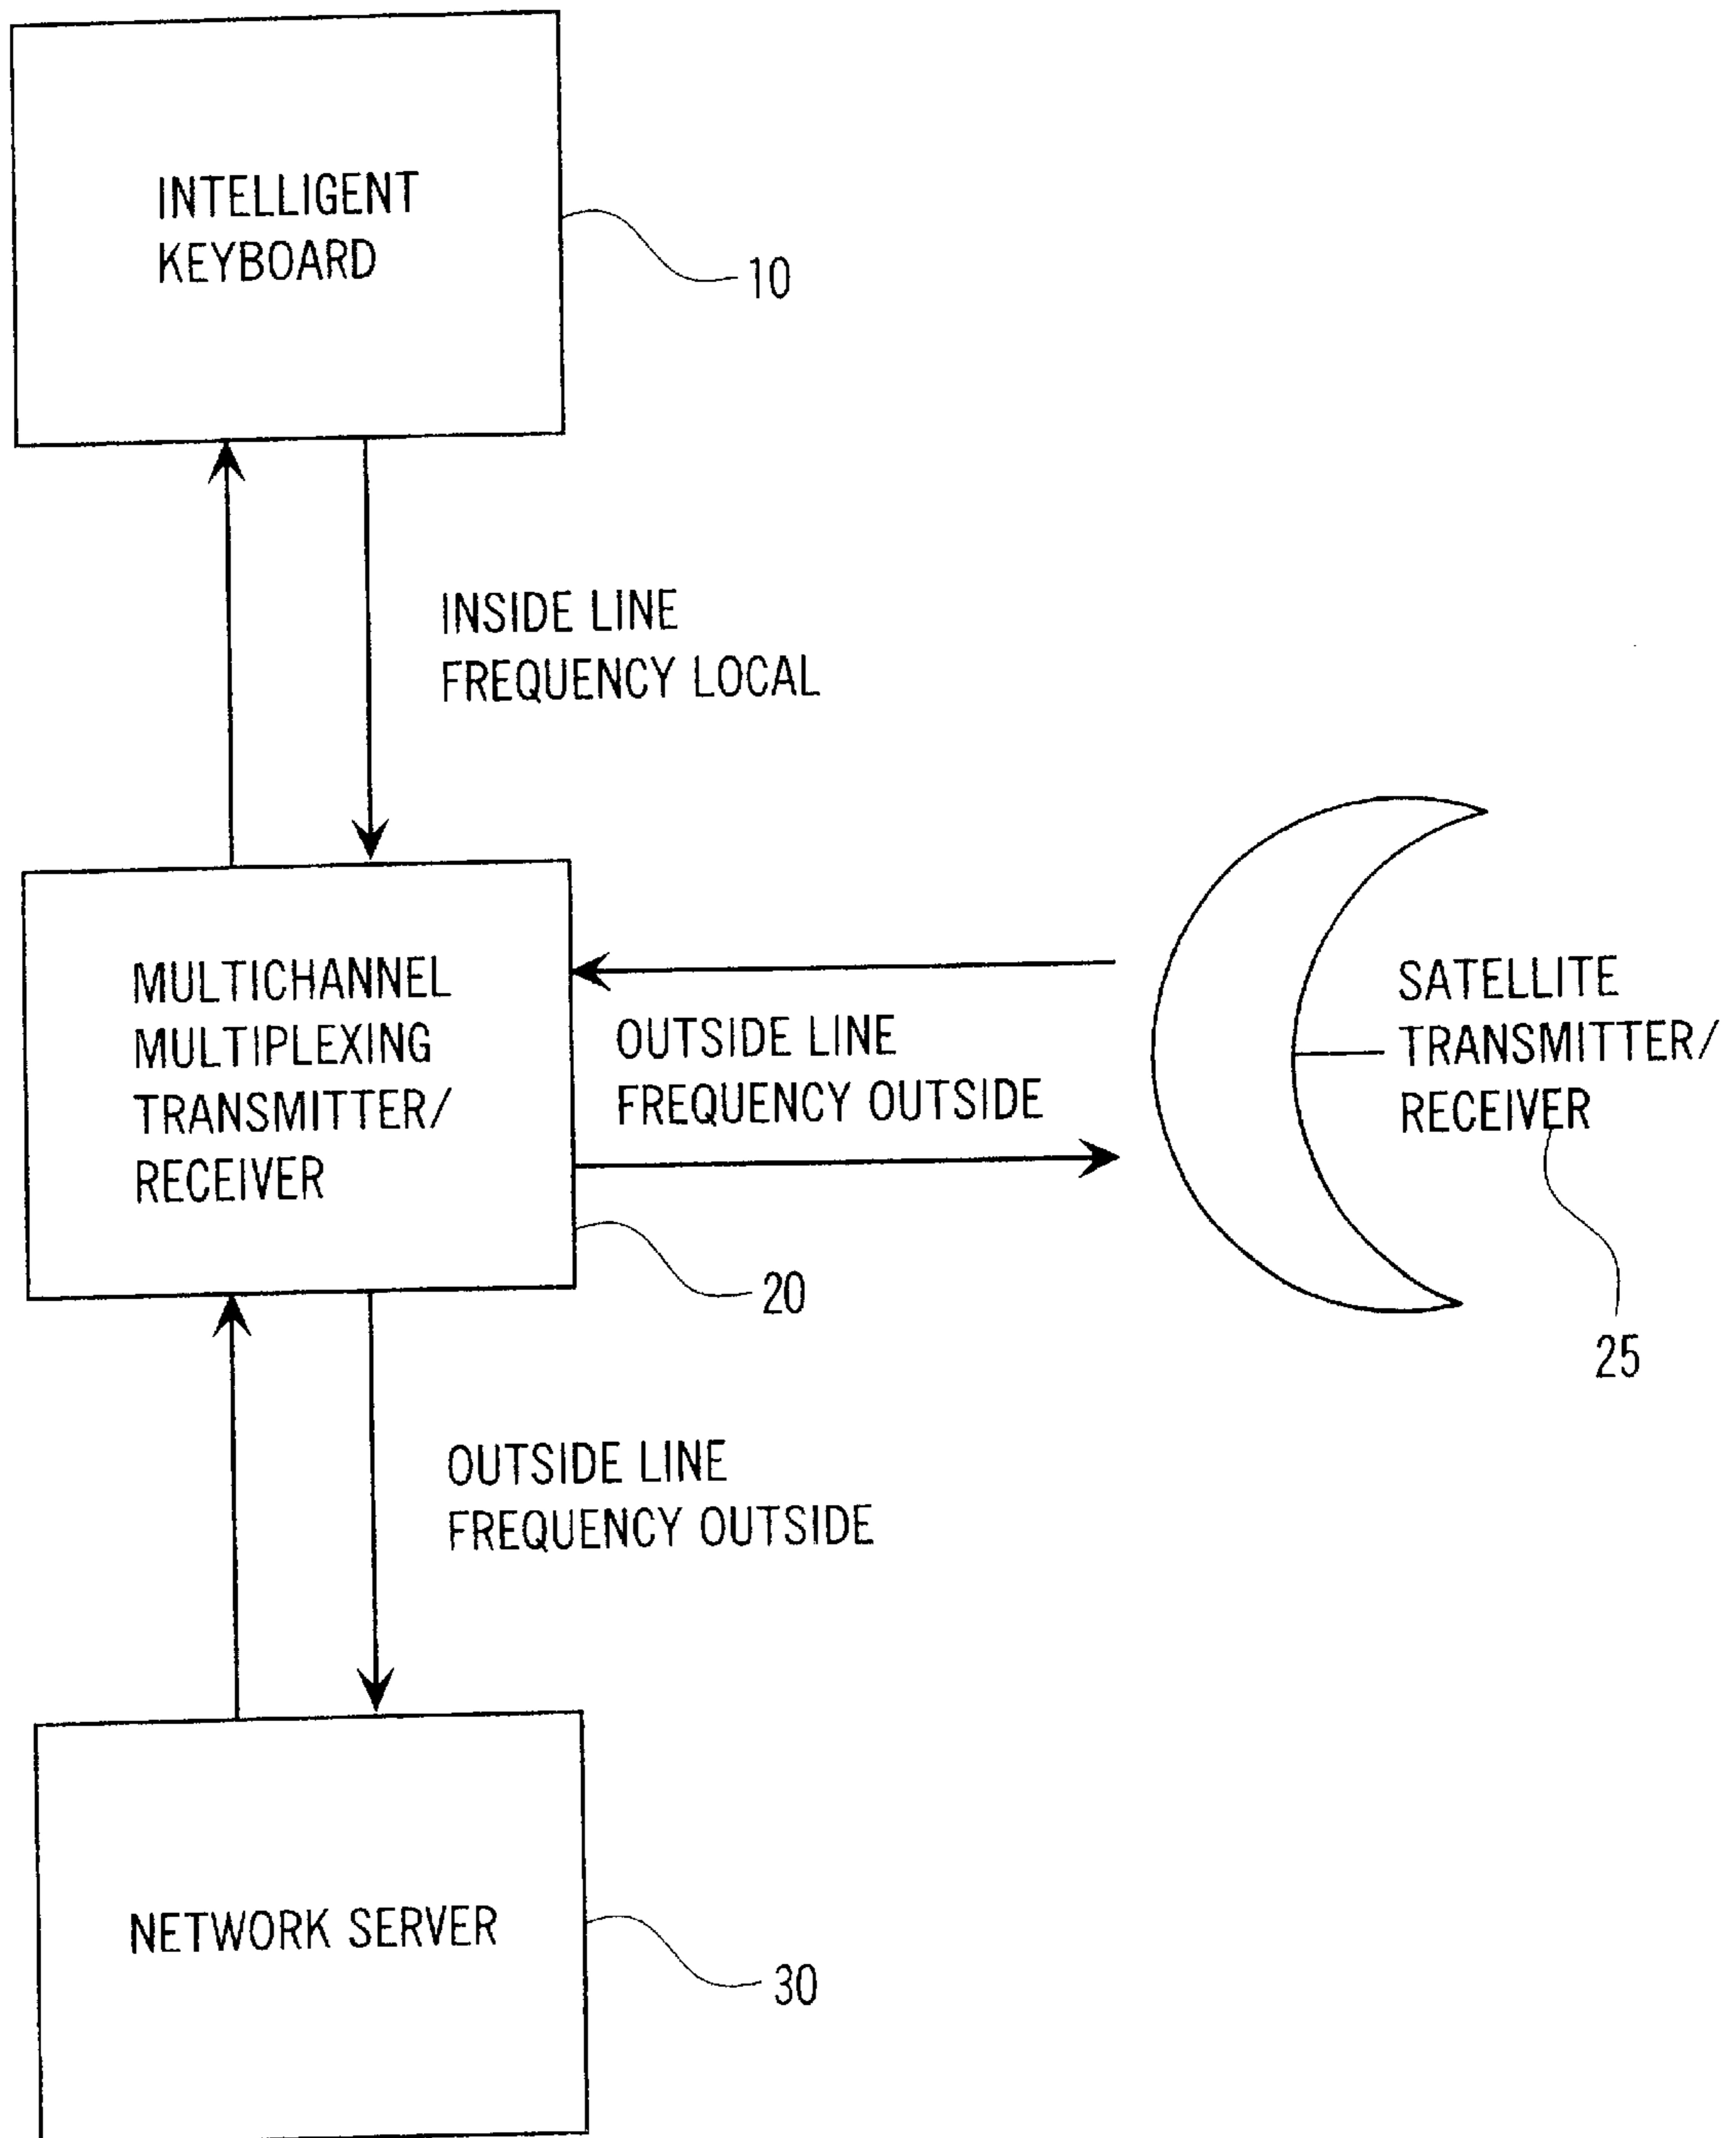 INTELLIGENT
KEYBOARD
10
INSIDE LINE
FREQUENCY LOCAL
MULTICHANNEL
MULTIPLEXING
TRANSMITTER/
RECEIVER
20
OUTSIDE LINE
FREQUENCY OUTSIDE
SATELLITE
TRANSMITTER/
RECEIVER
25
OUTSIDE LINE
FREQUENCY OUTSIDE
NETWORK SERVER
30